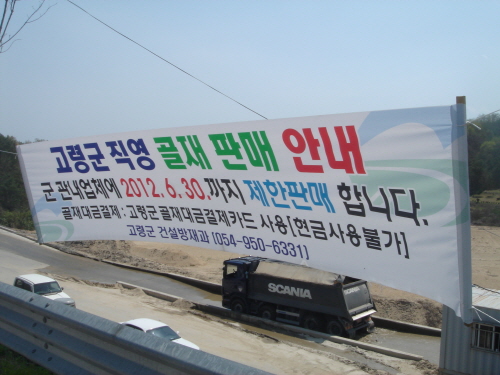 고령군 직영 골재 판매 안내
군 관내업체에 2012.6.30.까지 제한판매 합니다.
골재대금결제 : 고령군골재대금결제카드 사용[현금사용불가]
고령군 건설방재과 [054-950-6331]
SCANIA